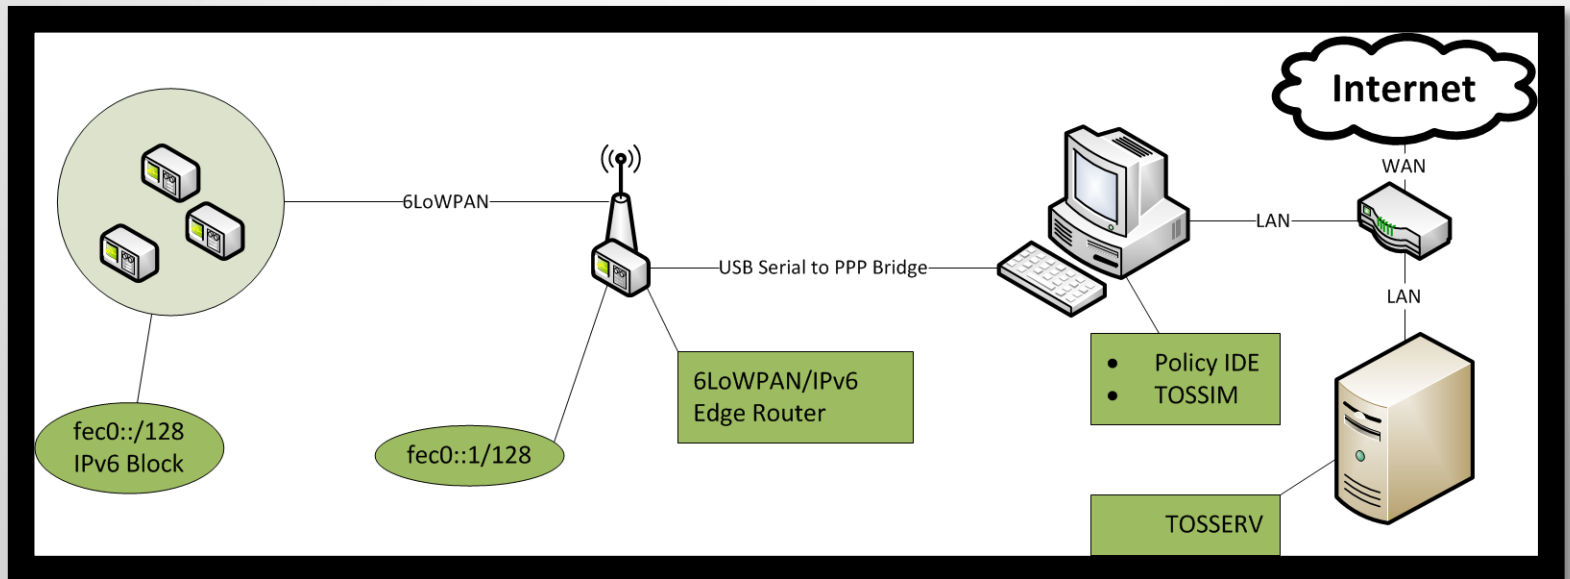 Internet
WAN
6LoWPAN
LAN
USB Serial to PPP Bridge
LAN
6LoWPAN/IPv6
Edge Router
• Policy IDE
• TOSSIM
fec0::/128
IPv6 Block
fec0::1/128
TOSSERV